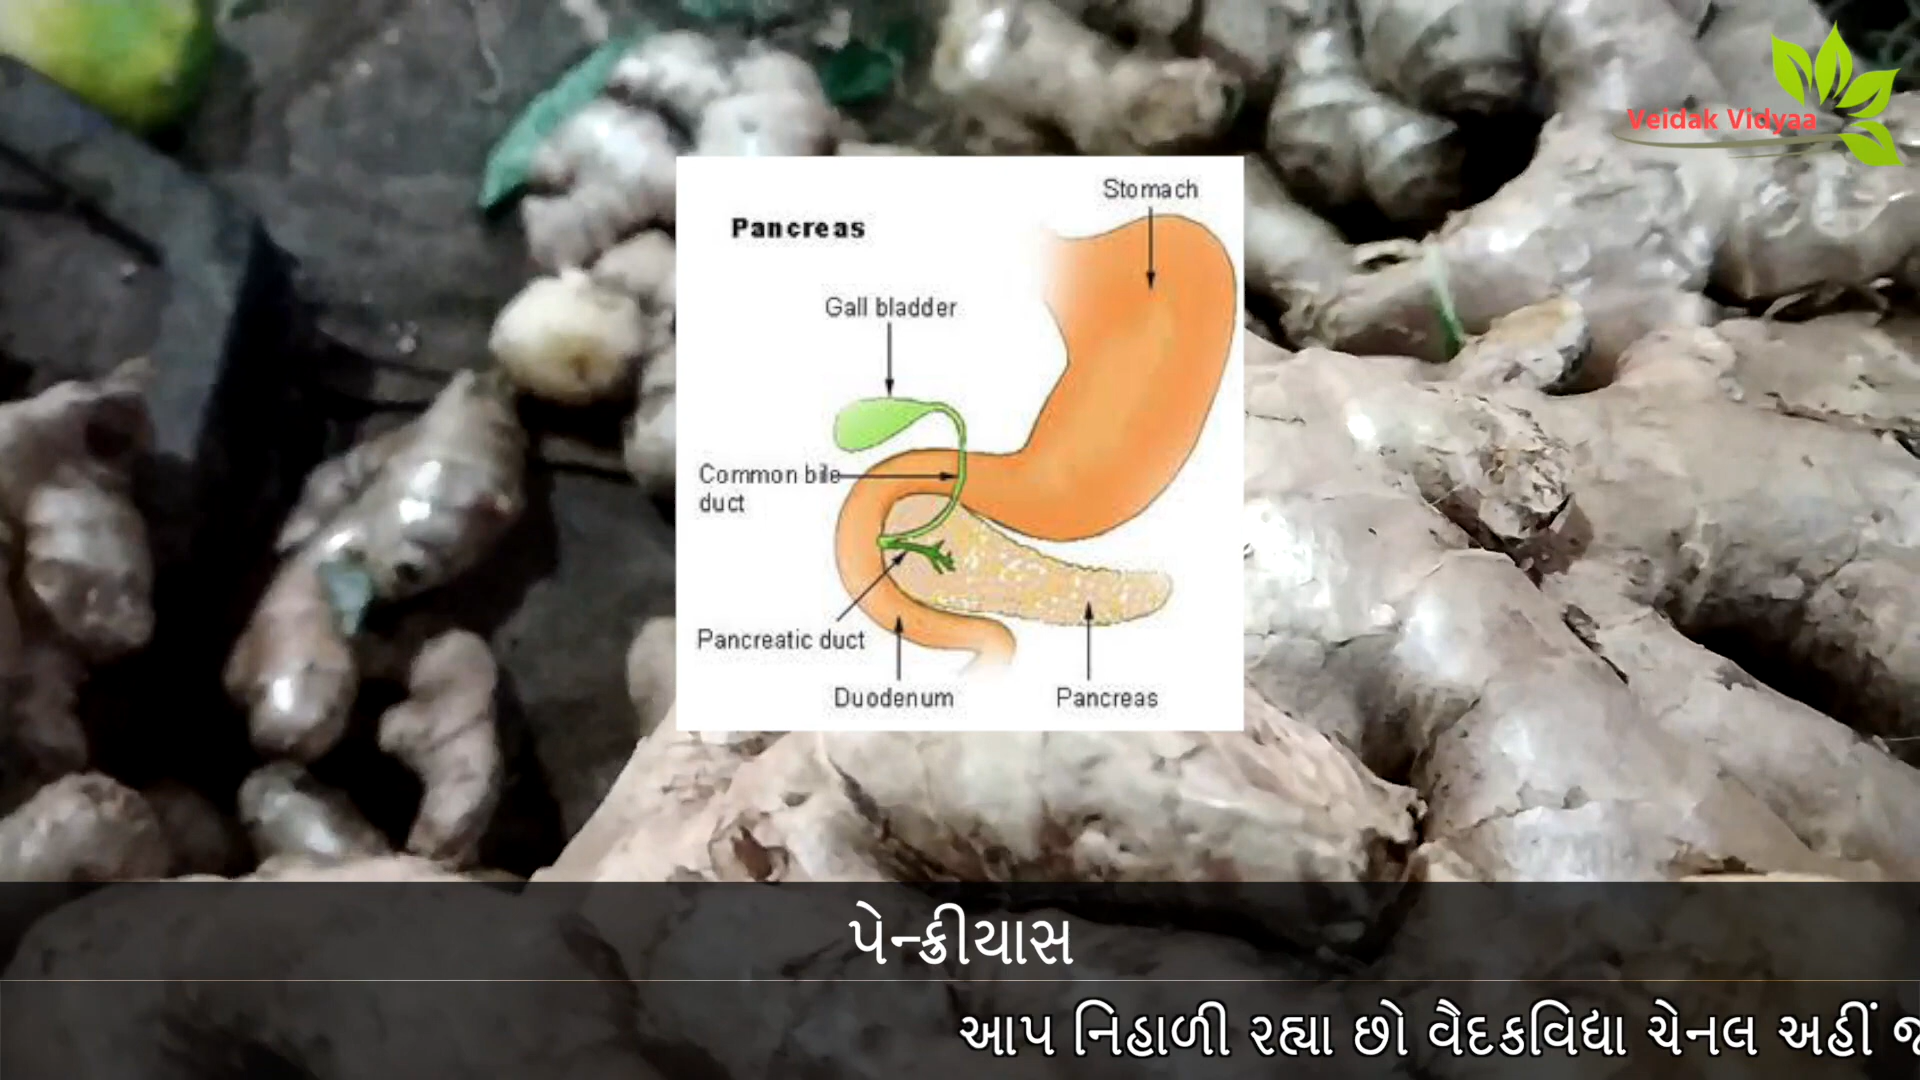 Veidak Vidyaa
Stomach
Pancreas
Gall bladder
Common bile
duct
Pancreatic duct
Duodenum
Pancreas
પેન્ક્રીયાસ
આપ નિહાળી રહ્યા છો વૈદકવિદ્યા ચેનલ અહીં